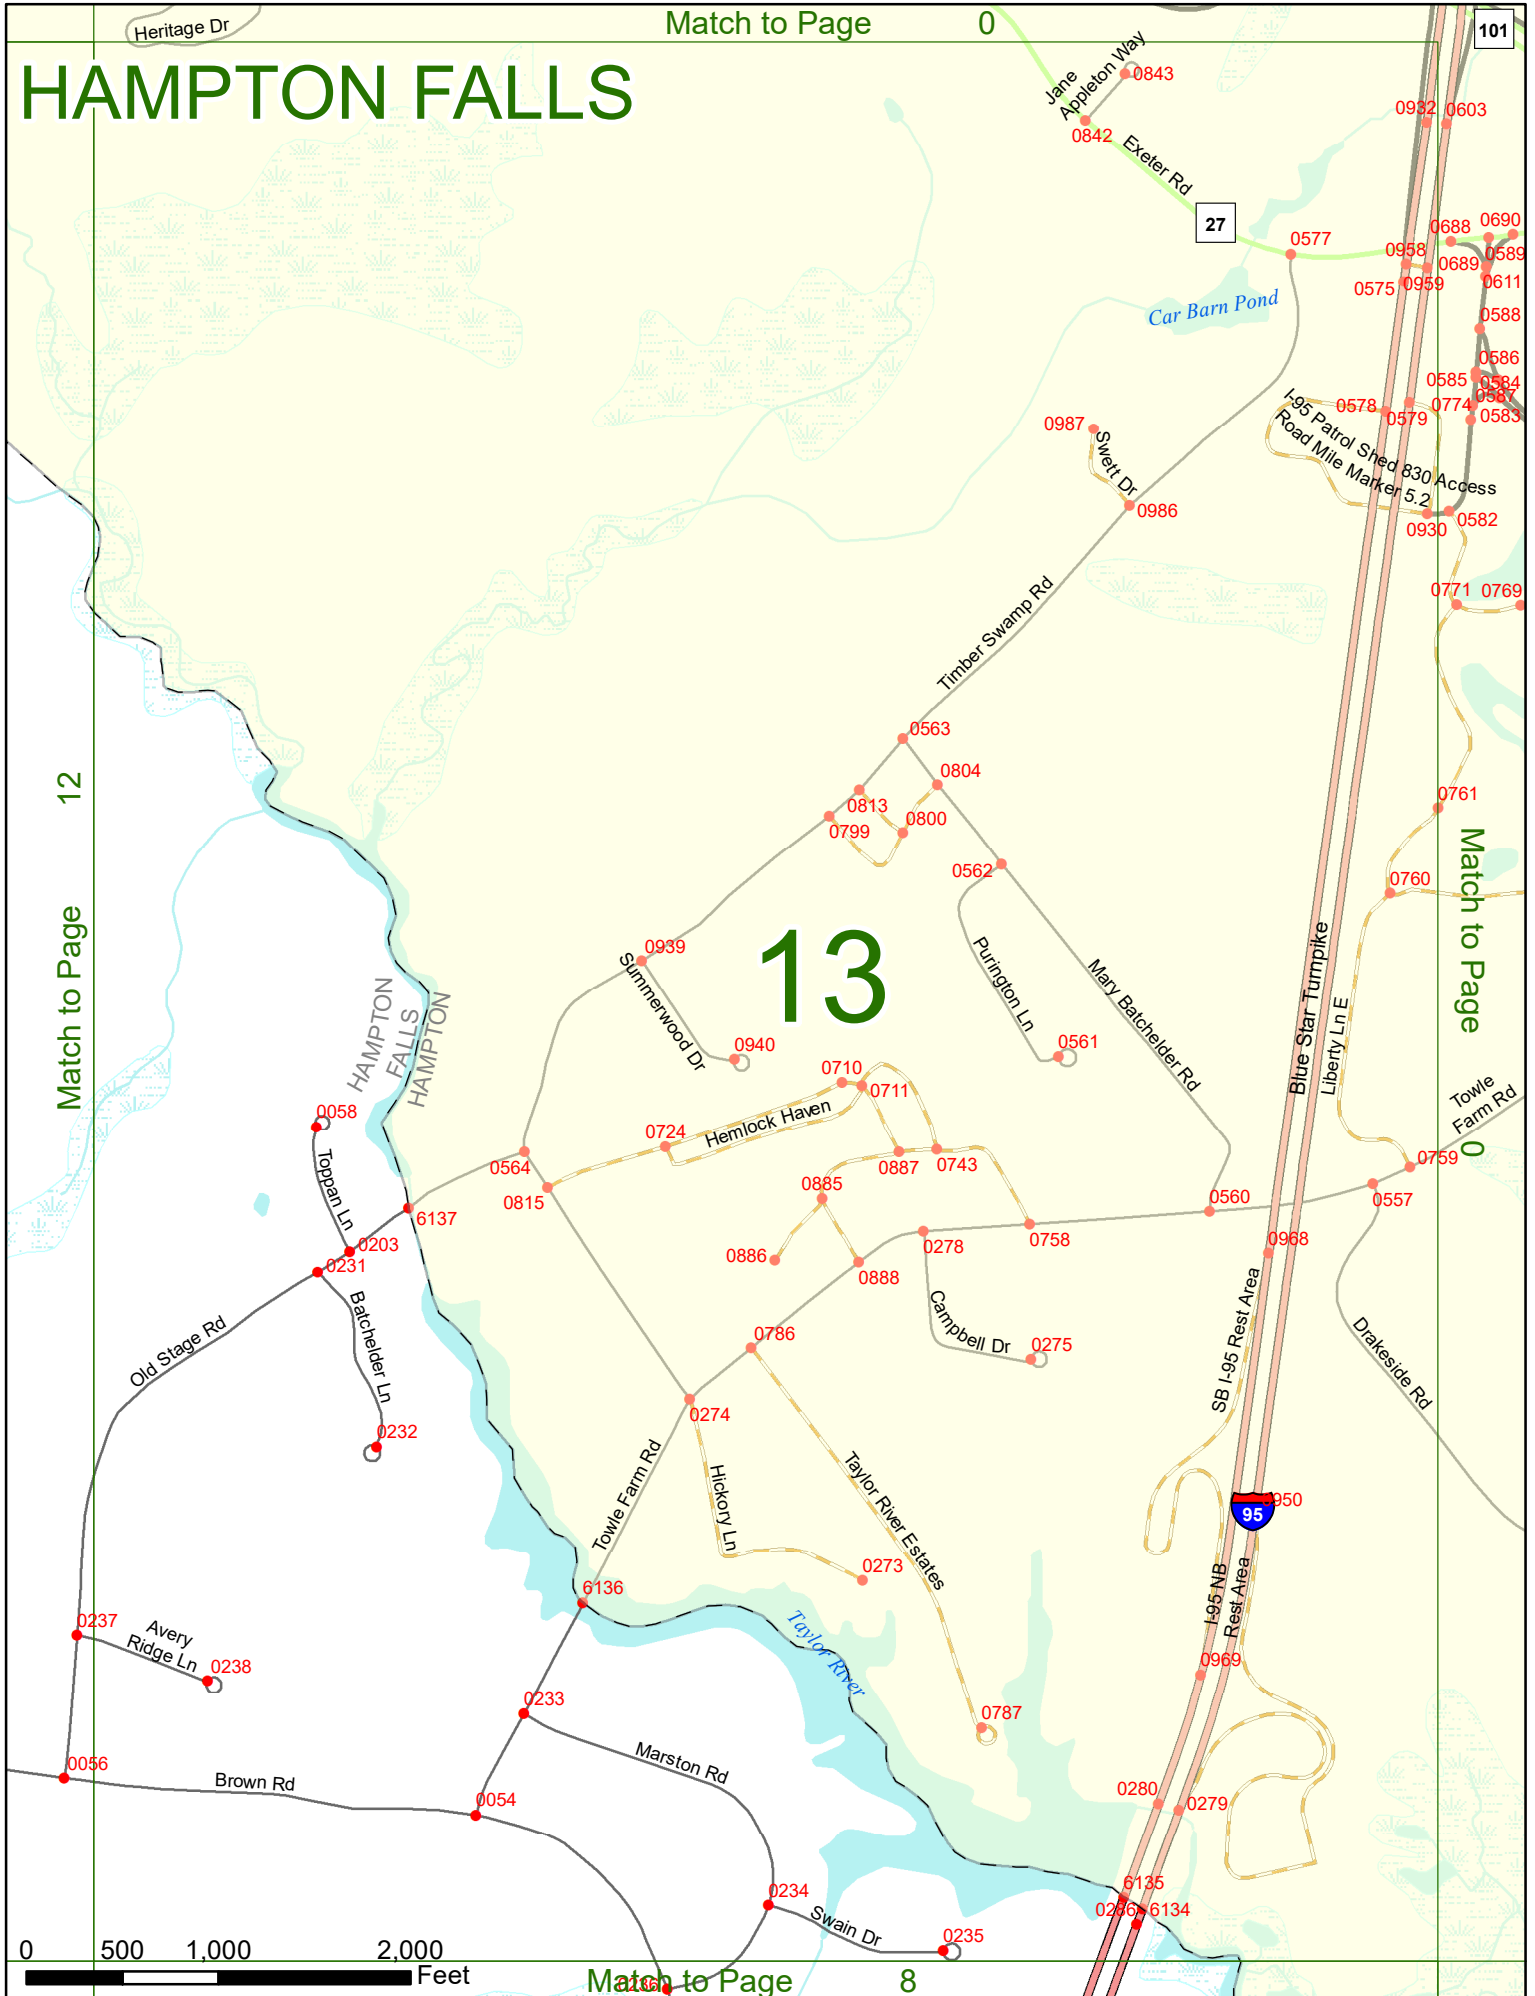 Heritage Dr
Match to Page 0
101
HAMPTON FALLS
Jane
Appleton Way
0843
0842
0932
0603
Exeter Rd
27
0577
0688
0690
0958
0689
0589
0575
0959
0611
Car Barn Pond
0588
0586
0585
0584
0587
0578
0579
0774
0583
I-95 Patrol Shed 830 Access
Road Mile Marker 5.2
0987
Swett Dr
0986
0930
0582
0771
0769
Timber Swamp Rd
0563
0804
0813
0799
0800
0761
12
Match to Page
0562
0760
Match to Page
0
0939
13
Summerwood Dr
Purington Ln
Mary Batchelder Rd
Blue Star Turnpike
Liberty Ln E
HAMPTON
FALLS
HAMPTON
0940
0561
0710
0711
Towle
Farm Rd
0058
Hemlock Haven
0724
0564
0887
0743
0759
Toppan Ln
0815
0885
0557
6137
0560
0203
0278
0758
0231
0886
0888
0968
Batchelder Ln
Old Stage Rd
Campbell Dr
SB I-95 Rest Area
0786
0275
Drakeside Rd
0274
0232
Towle Farm Rd
Hickory Ln
Taylor River Estates
0950
95
0273
6136
I-95 NB
Rest Area
0237
Avery
Ridge Ln
0238
Taylor River
0969
0233
0787
Marston Rd
0056
Brown Rd
0054
0280
0279
0234
6135
0286
6134
Swain Dr
0235
0 500 1,000 2,000
Feet
0236
Match to Page 8